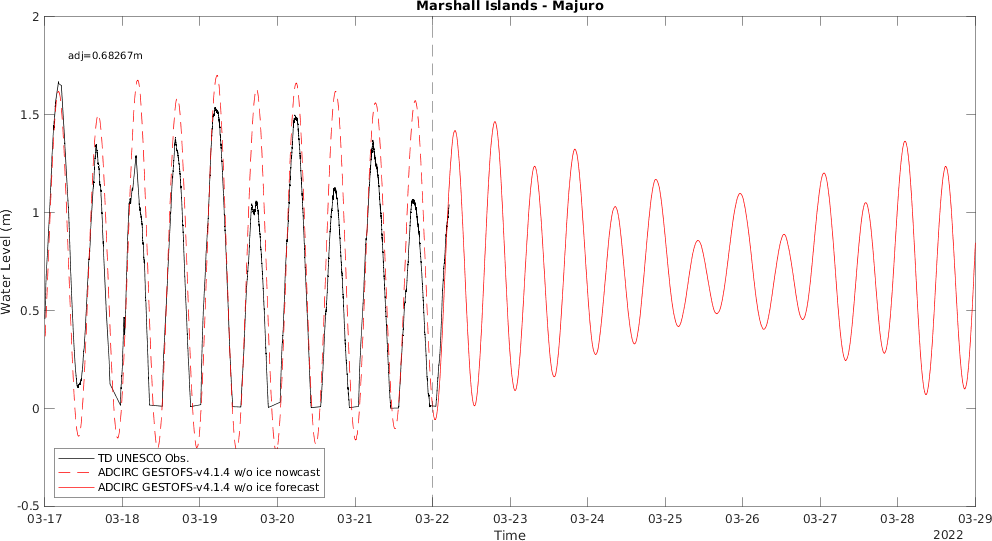 Marshall Islands - Majuro
2
adj=0.68267m
1.5
1
Water Level (m)
0.5
0
TD UNESCO Obs.
ADCIRC GESTOFS-v4.1.4 w/o ice nowcast
ADCIRC GESTOFS-v4.1.4 w/o ice forecast
-0.5
03-17 03-18 03-19 03-20 03-21 03-22 03-23 03-24 03-25 03-26 03-27 03-28 03-29
Time
2022